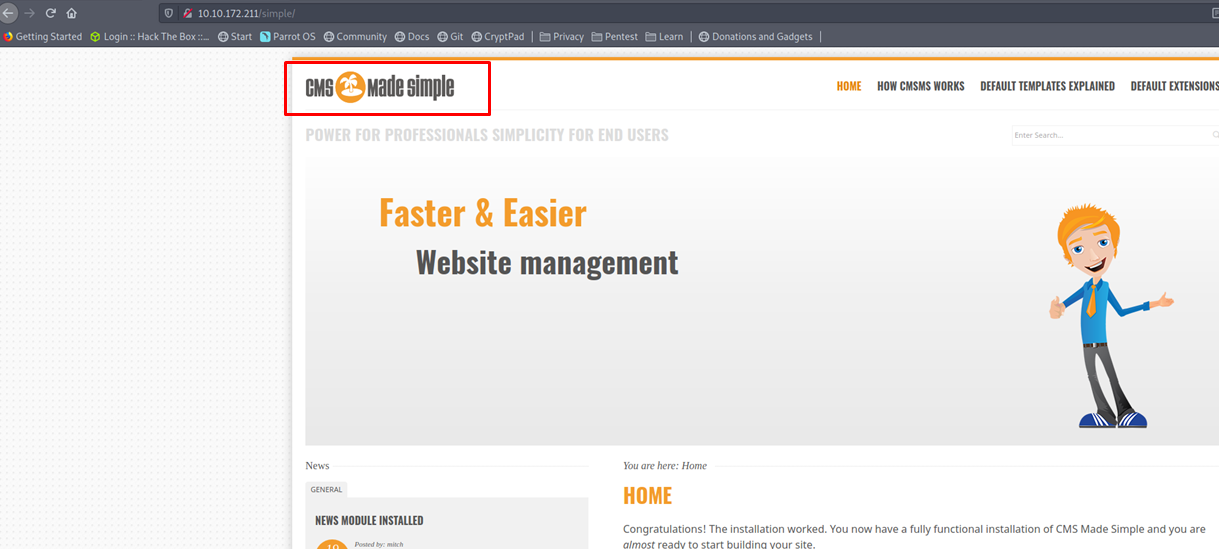 10.10.172.211/simple/
Getting Started Login :: Hack The Box ::... Start Parrot OS Community Docs Git CryptPad Privacy Pentest Learn Donations and Gadgets
CMS Made Simple
HOME HOW CMSMS WORKS DEFAULT TEMPLATES EXPLAINED DEFAULT EXTENSIONS
POWER FOR PROFESSIONALS SIMPLICITY FOR END USERS
Enter Search...
Faster & Easier
Website management
News
You are here: Home
GENERAL
HOME
NEWS MODULE INSTALLED
Congratulations! The installation worked. You now have a fully functional installation of CMS Made Simple and you are
Posted by: mitch
almost ready to start building your site.